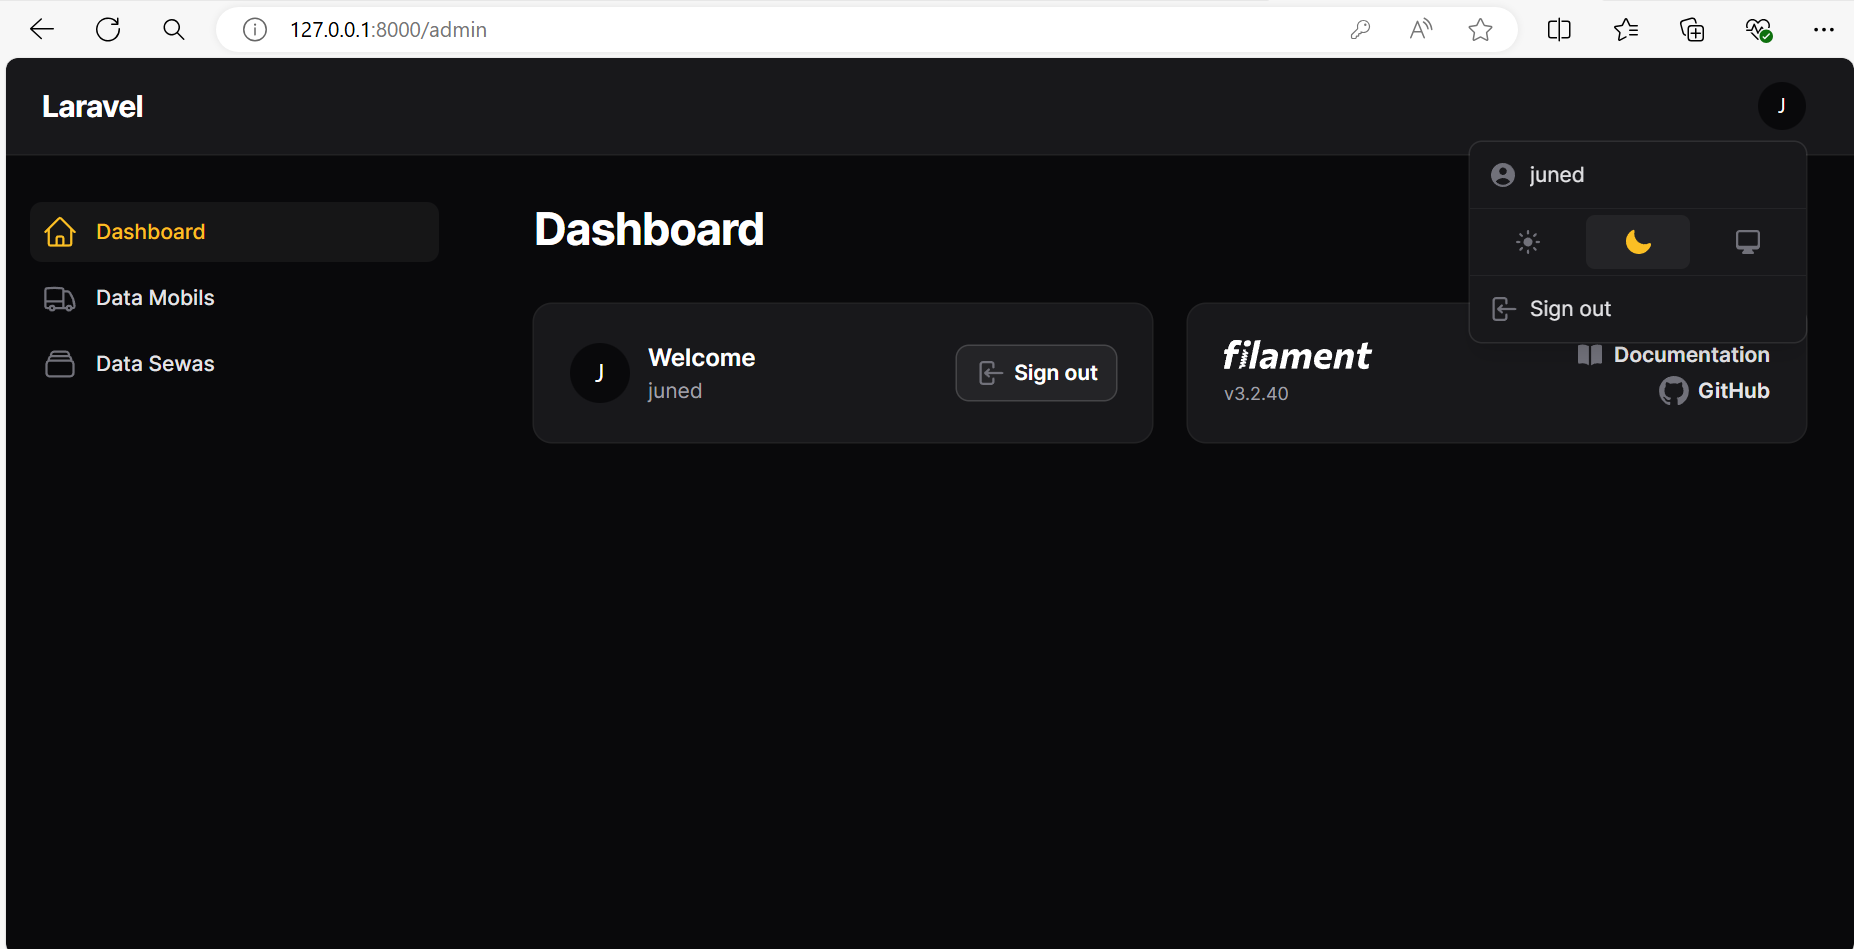 127.0.0.1:8000/admin
Laravel
J
juned
Sign out
Dashboard
Data Mobils
Data Sewas
Dashboard
J
Welcome
juned
Sign out
filament
v3.2.40
Documentation
GitHub